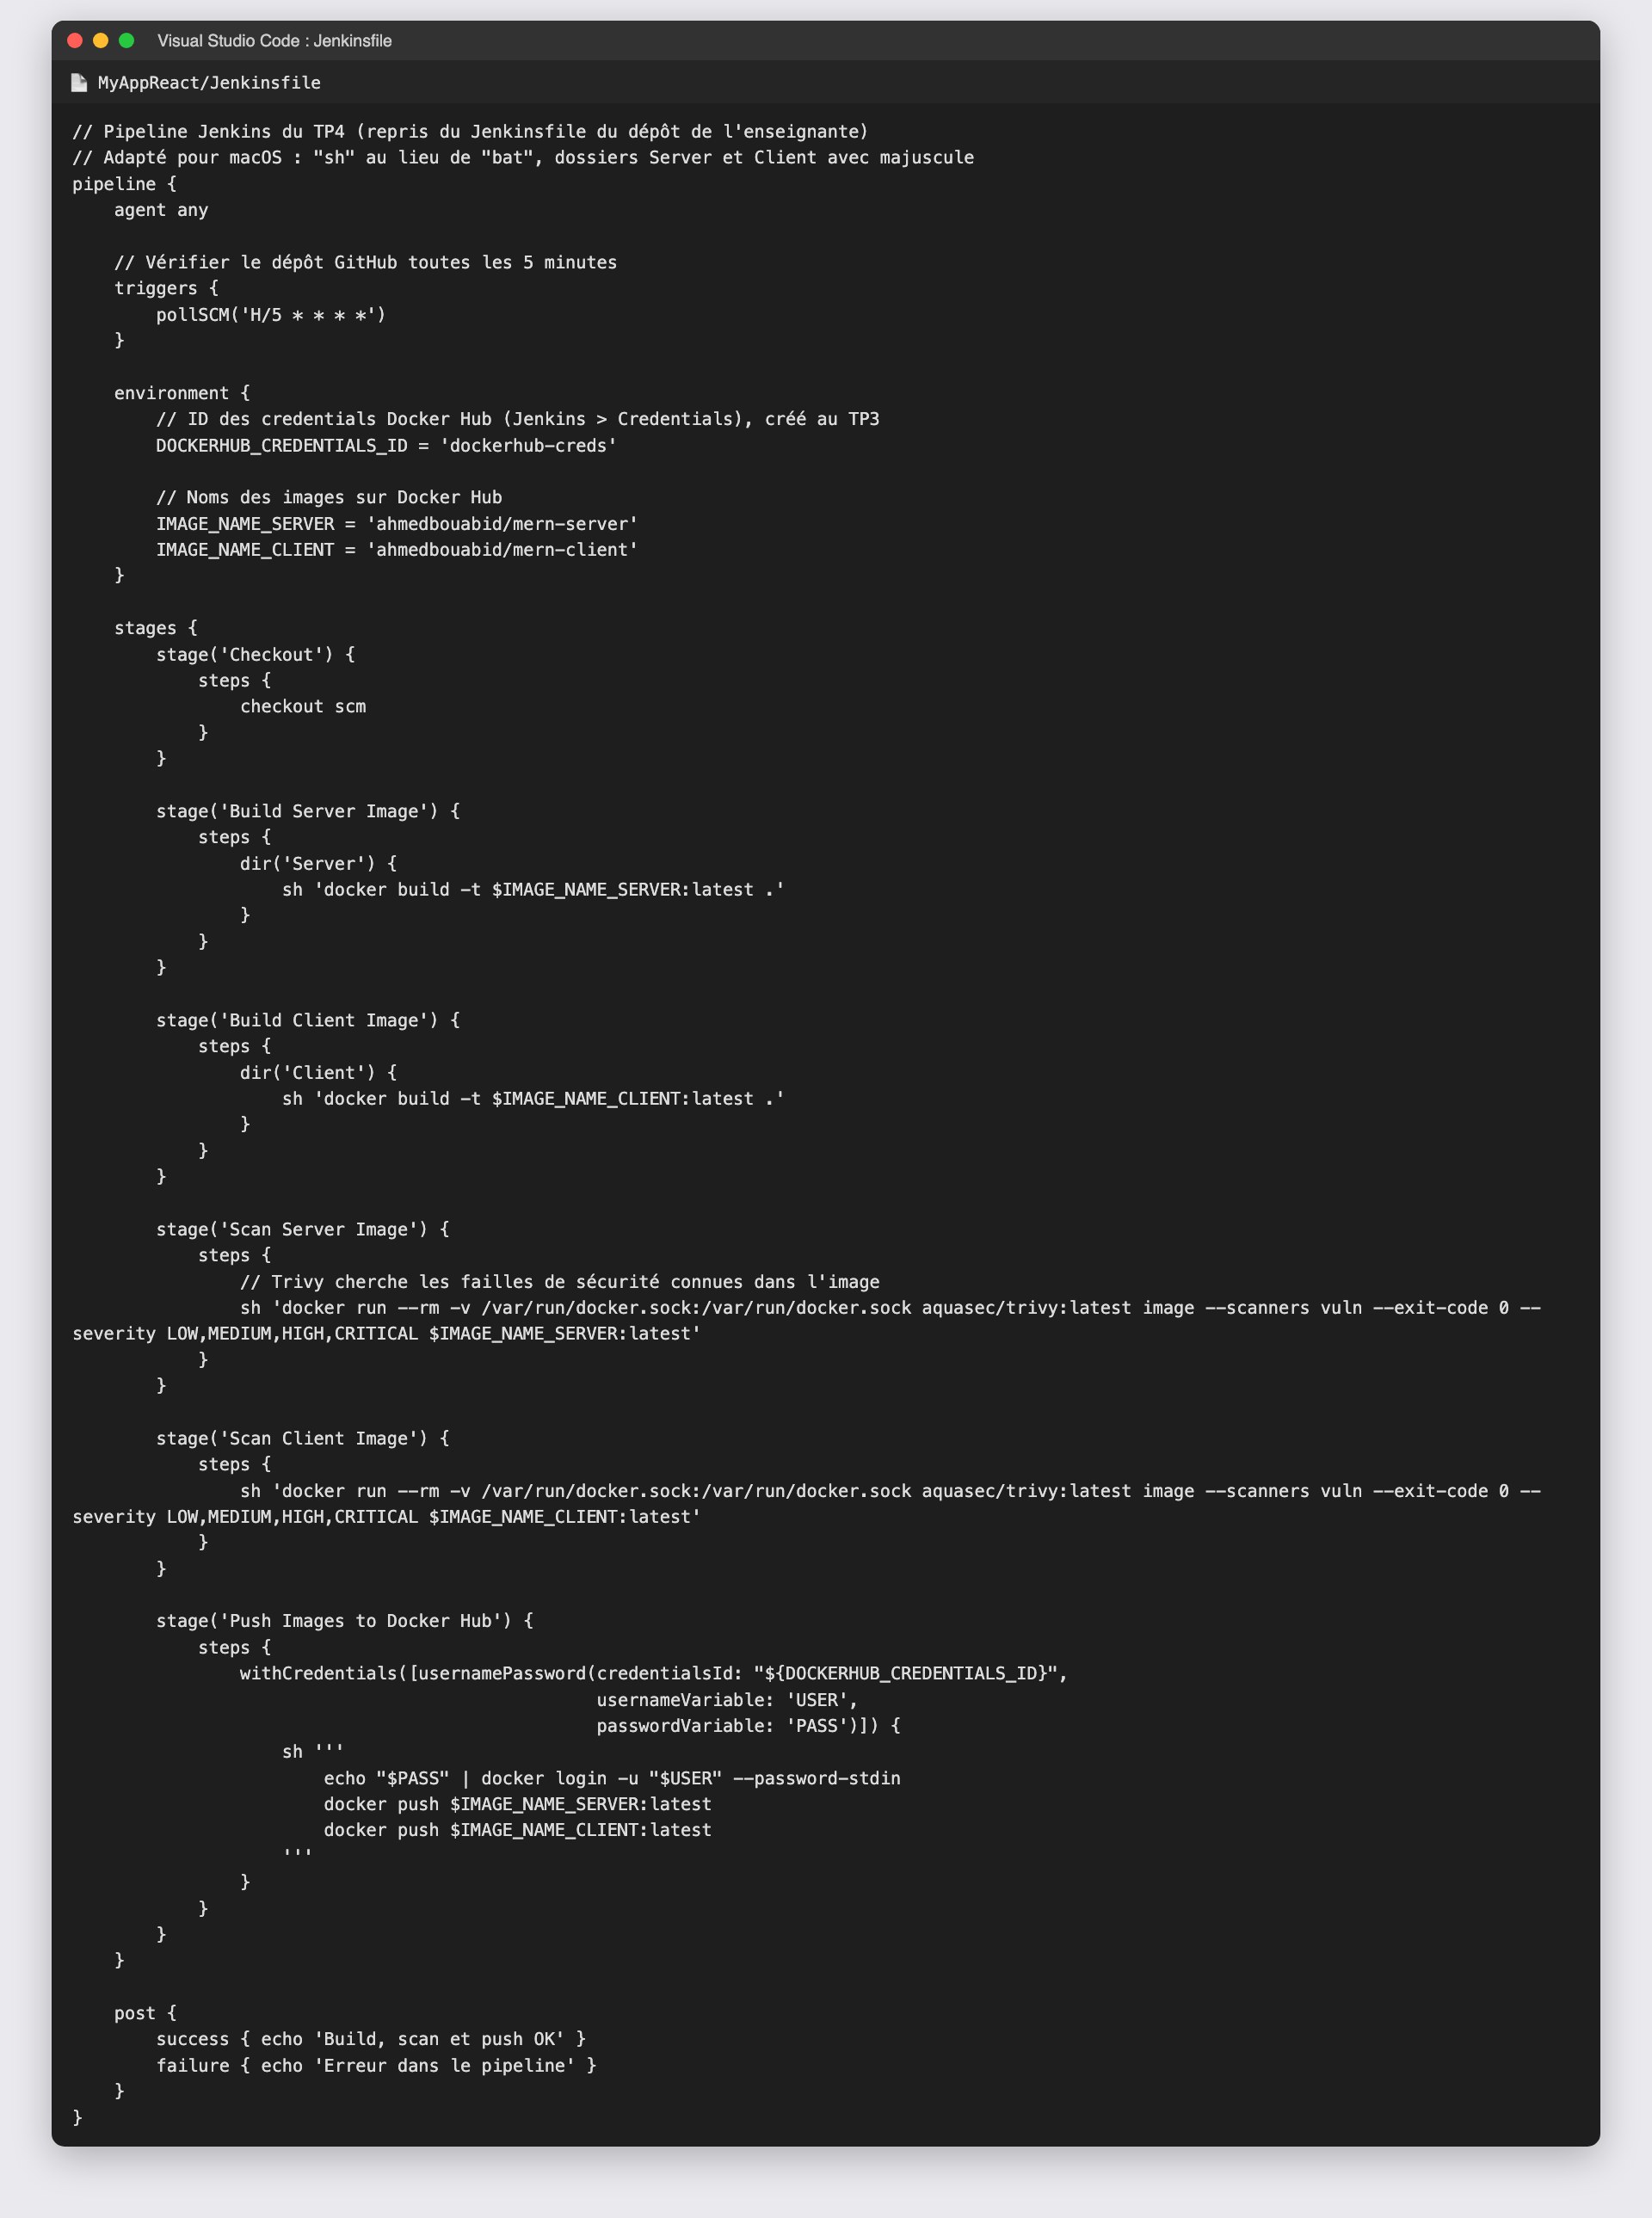 Visual Studio Code : Jenkinsfile
MyAppReact/Jenkinsfile
// Pipeline Jenkins du TP4 (repris du Jenkinsfile du dépôt de l'enseignante)
// Adapté pour macOS : "sh" au lieu de "bat", dossiers Server et Client avec majuscule
pipeline {
    agent any

    // Vérifier le dépôt GitHub toutes les 5 minutes
    triggers {
        pollSCM('H/5 * * * *')
    }

    environment {
        // ID des credentials Docker Hub (Jenkins > Credentials), créé au TP3
        DOCKERHUB_CREDENTIALS_ID = 'dockerhub-creds'

        // Noms des images sur Docker Hub
        IMAGE_NAME_SERVER = 'ahmedbouabid/mern-server'
        IMAGE_NAME_CLIENT = 'ahmedbouabid/mern-client'
    }

    stages {
        stage('Checkout') {
            steps {
                checkout scm
            }
        }

        stage('Build Server Image') {
            steps {
                dir('Server') {
                    sh 'docker build -t $IMAGE_NAME_SERVER:latest .'
                }
            }
        }

        stage('Build Client Image') {
            steps {
                dir('Client') {
                    sh 'docker build -t $IMAGE_NAME_CLIENT:latest .'
                }
            }
        }

        stage('Scan Server Image') {
            steps {
                // Trivy cherche les failles de sécurité connues dans l'image
                sh 'docker run --rm -v /var/run/docker.sock:/var/run/docker.sock aquasec/trivy:latest image --scanners vuln --exit-code 0 --
severity LOW,MEDIUM,HIGH,CRITICAL $IMAGE_NAME_SERVER:latest'
            }
        }

        stage('Scan Client Image') {
            steps {
                sh 'docker run --rm -v /var/run/docker.sock:/var/run/docker.sock aquasec/trivy:latest image --scanners vuln --exit-code 0 --
severity LOW,MEDIUM,HIGH,CRITICAL $IMAGE_NAME_CLIENT:latest'
            }
        }

        stage('Push Images to Docker Hub') {
            steps {
                withCredentials([usernamePassword(credentialsId: "${DOCKERHUB_CREDENTIALS_ID}",
                                                  usernameVariable: 'USER',
                                                  passwordVariable: 'PASS')]) {
                    sh '''
                        echo "$PASS" | docker login -u "$USER" --password-stdin
                        docker push $IMAGE_NAME_SERVER:latest
                        docker push $IMAGE_NAME_CLIENT:latest
                    '''
                }
            }
        }
    }

    post {
        success { echo 'Build, scan et push OK' }
        failure { echo 'Erreur dans le pipeline' }
    }
}